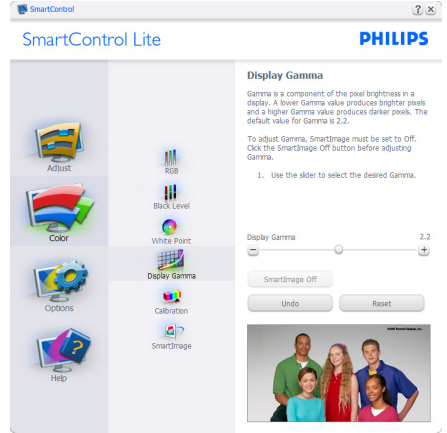 SmartControl
SmartControl Lite
PHILIPS
Adjust
Color
Options
Help
RGB
Black Level
White Point
Display Gamma
Calibration
SmartImage
Display Gamma
Gamma is a component of the pixel brightness in a
display. A lower Gamma value produces brighter pixels
and a higher Gamma value produces darker pixels. The
default value for Gamma is 2.2.
To adjust Gamma, SmartImage must be set to Off.
Click the SmartImage Off button before adjusting
Gamma.
1. Use the slider to select the desired Gamma.
Display Gamma 2.2
SmartImage Off
Undo Reset